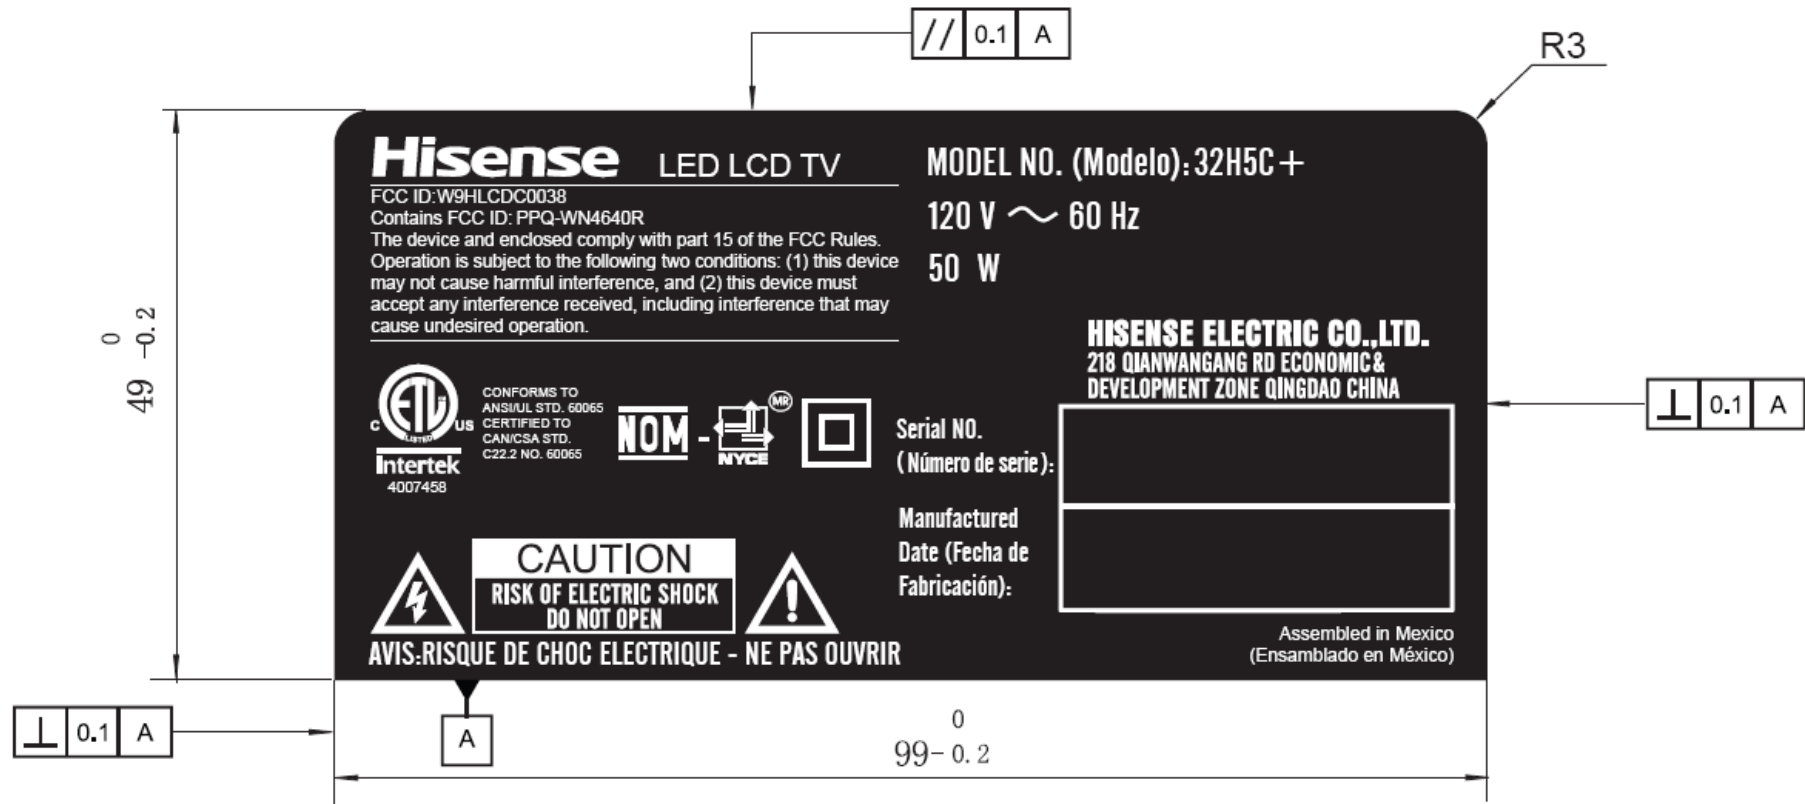 // 0.1 A
R3
Hisense LED LCD TV
FCC ID:W9HLCDC0038
Contains FCC ID: PPQ-WN4640R
The device and enclosed comply with part 15 of the FCC Rules.
Operation is subject to the following two conditions: (1) this device
may not cause harmful interference, and (2) this device must
accept any interference received, including interference that may
cause undesired operation.
MODEL NO. (Modelo): 32H5C+
120 V ～ 60 Hz
50 W
HISENSE ELECTRIC CO.,LTD.
218 QIANWANGANG RD ECONOMIC&
DEVELOPMENT ZONE QINGDAO CHINA
0
49 -0.2
⊥ 0.1 A
C ETL US
LISTED
Intertek
4007458
CONFORMS TO
ANSI/UL STD. 60065
CERTIFIED TO
CAN/CSA STD.
C22.2 NO. 60065
NOM -
MR
NYCE
Serial NO.
(Número de serie):
Manufactured
Date (Fecha de
Fabricación):
CAUTION
RISK OF ELECTRIC SHOCK
DO NOT OPEN
AVIS:RISQUE DE CHOC ELECTRIQUE - NE PAS OUVRIR
Assembled in Mexico
(Ensamblado en México)
⊥ 0.1 A
A
0
99-0.2